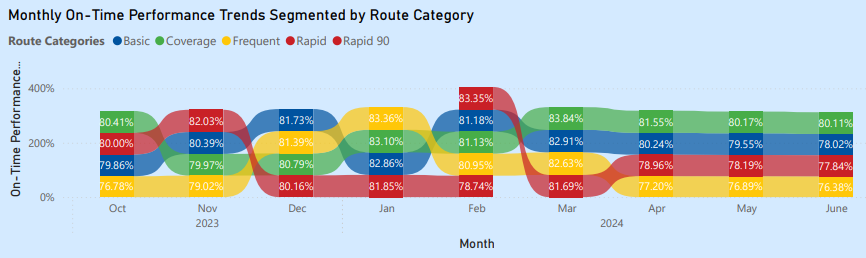 Monthly On-Time Performance Trends Segmented by Route Category
Route Categories Basic Coverage Frequent Rapid Rapid 90
On-Time Performance...
400%
200%
0%
80.41% 80.00% 79.86% 76.78%
82.03% 80.39% 79.97% 79.02%
81.73% 81.39% 80.79% 80.16%
83.36% 83.10% 82.86% 81.85%
83.35% 81.18% 81.13% 80.95% 78.74%
83.84% 82.91% 82.63% 81.69%
81.55% 80.24% 78.96% 77.20%
80.17% 79.55% 78.19% 76.89%
80.11% 78.02% 77.84% 76.38%
Oct Nov Dec Jan Feb Mar Apr May June
2023 2024
Month